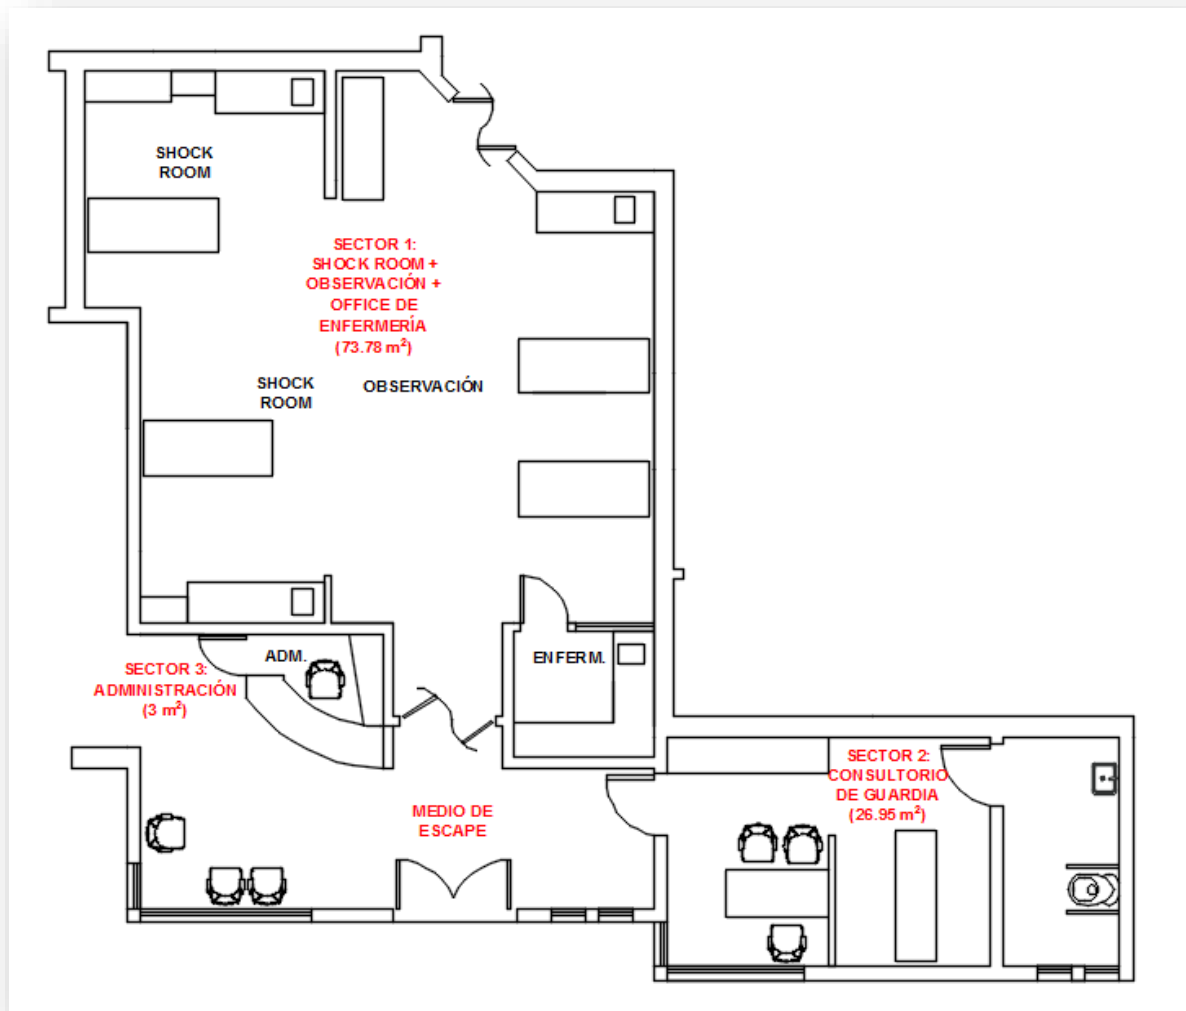 SHOCK
ROOM
SECTOR 1:
SHOCK ROOM +
OBSERVACIÓN +
OFFICE DE
ENFERMERÍA
(73.78 m²)
SHOCK
ROOM
OBSERVACIÓN
ADM.
ENFERM.
SECTOR 3:
ADMINISTRACIÓN
(3 m²)
MEDIO DE
ESCAPE
SECTOR 2:
CONSULTORIO
DE GUARDIA
(26.95 m²)